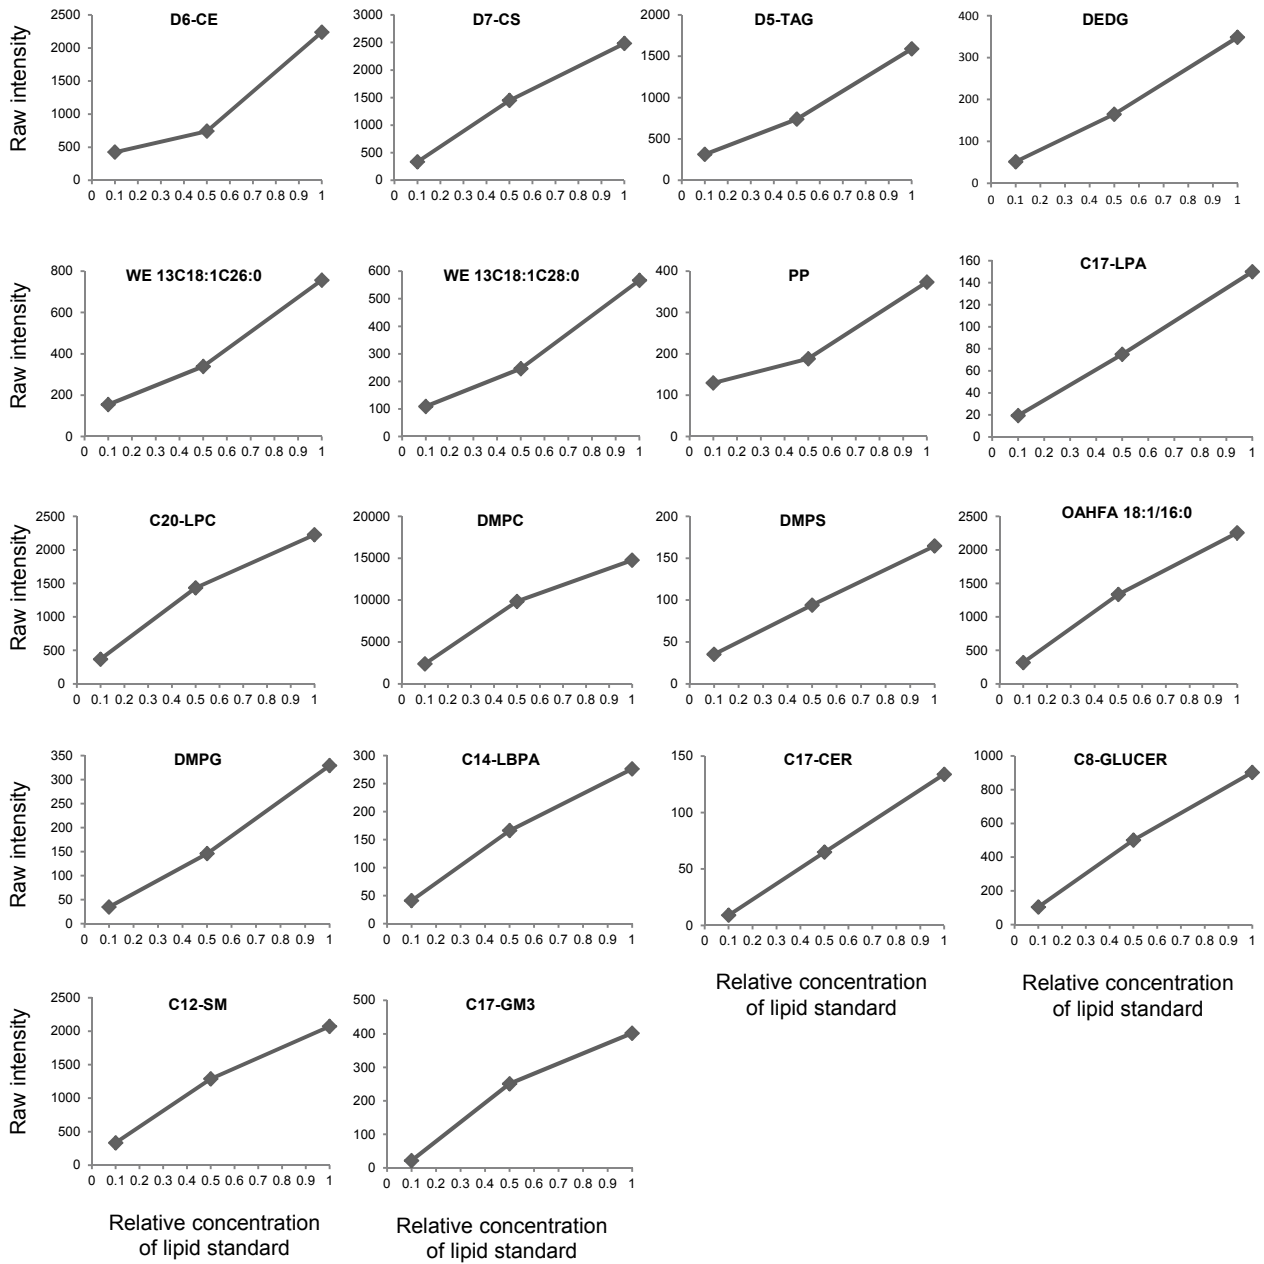 D6-CE
Raw intensity
3000
2500
2000
1500
1000
500
0
0 0.1 0.2 0.3 0.4 0.5 0.6 0.7 0.8 0.9 1
D7-CS
3000
2500
2000
1500
1000
500
0
0 0.1 0.2 0.3 0.4 0.5 0.6 0.7 0.8 0.9 1
D5-TAG
2000
1500
1000
500
0
0 0.1 0.2 0.3 0.4 0.5 0.6 0.7 0.8 0.9 1
DEDG
400
300
200
100
0
0 0.1 0.2 0.3 0.4 0.5 0.6 0.7 0.8 0.9 1
WE 13C18:1C26:0
Raw intensity
800
600
400
200
0
0 0.1 0.2 0.3 0.4 0.5 0.6 0.7 0.8 0.9 1
WE 13C18:1C28:0
600
500
400
300
200
100
0
0 0.1 0.2 0.3 0.4 0.5 0.6 0.7 0.8 0.9 1
PP
400
300
200
100
0
0 0.1 0.2 0.3 0.4 0.5 0.6 0.7 0.8 0.9 1
C17-LPA
160
140
120
100
80
60
40
20
0
0 0.1 0.2 0.3 0.4 0.5 0.6 0.7 0.8 0.9 1
C20-LPC
Raw intensity
2500
2000
1500
1000
500
0
0 0.1 0.2 0.3 0.4 0.5 0.6 0.7 0.8 0.9 1
DMPC
20000
15000
10000
5000
0
0 0.1 0.2 0.3 0.4 0.5 0.6 0.7 0.8 0.9 1
DMPS
200
150
100
50
0
0 0.1 0.2 0.3 0.4 0.5 0.6 0.7 0.8 0.9 1
OAHFA 18:1/16:0
2500
2000
1500
1000
500
0
0 0.1 0.2 0.3 0.4 0.5 0.6 0.7 0.8 0.9 1
DMPG
Raw intensity
350
300
250
200
150
100
50
0
0 0.1 0.2 0.3 0.4 0.5 0.6 0.7 0.8 0.9 1
C14-LBPA
300
250
200
150
100
50
0
0 0.1 0.2 0.3 0.4 0.5 0.6 0.7 0.8 0.9 1
C17-CER
150
100
50
0
0 0.1 0.2 0.3 0.4 0.5 0.6 0.7 0.8 0.9 1
Relative concentration
of lipid standard
C8-GLUCER
1000
800
600
400
200
0
0 0.1 0.2 0.3 0.4 0.5 0.6 0.7 0.8 0.9 1
Relative concentration
of lipid standard
C12-SM
Raw intensity
2500
2000
1500
1000
500
0
0 0.1 0.2 0.3 0.4 0.5 0.6 0.7 0.8 0.9 1
Relative concentration
of lipid standard
C17-GM3
500
400
300
200
100
0
0 0.1 0.2 0.3 0.4 0.5 0.6 0.7 0.8 0.9 1
Relative concentration
of lipid standard